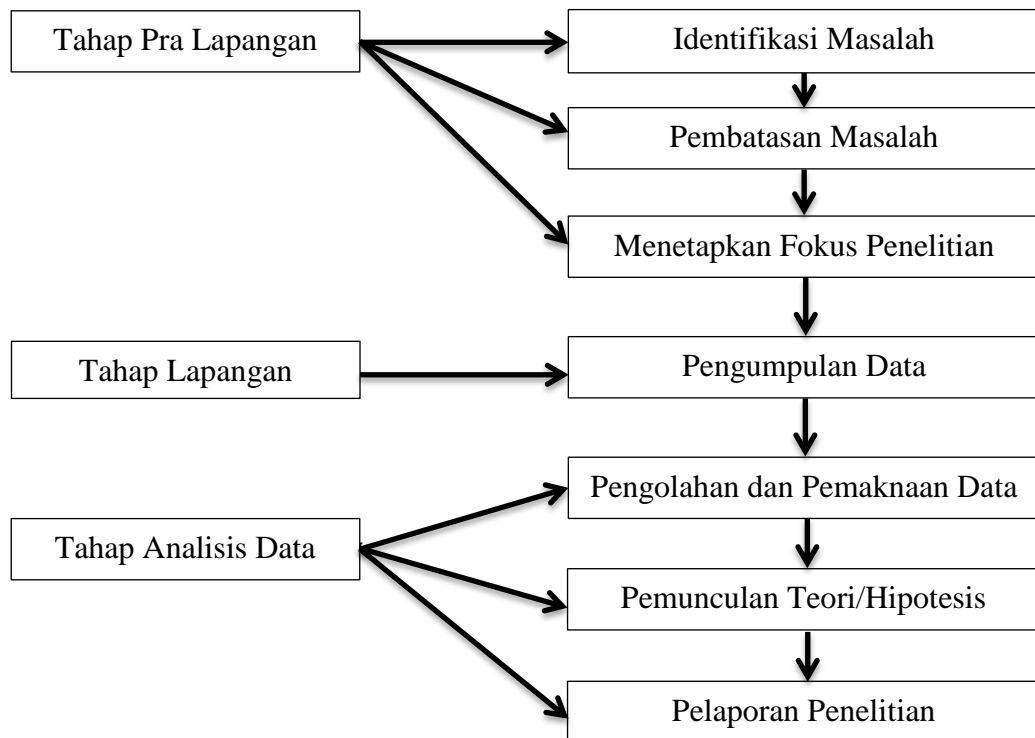 Tahap Pra Lapangan
Identifikasi Masalah
Pembatasan Masalah
Menetapkan Fokus Penelitian
Tahap Lapangan
Pengumpulan Data
Pengolahan dan Pemaknaan Data
Tahap Analisis Data
Pemunculan Teori/Hipotesis
Pelaporan Penelitian